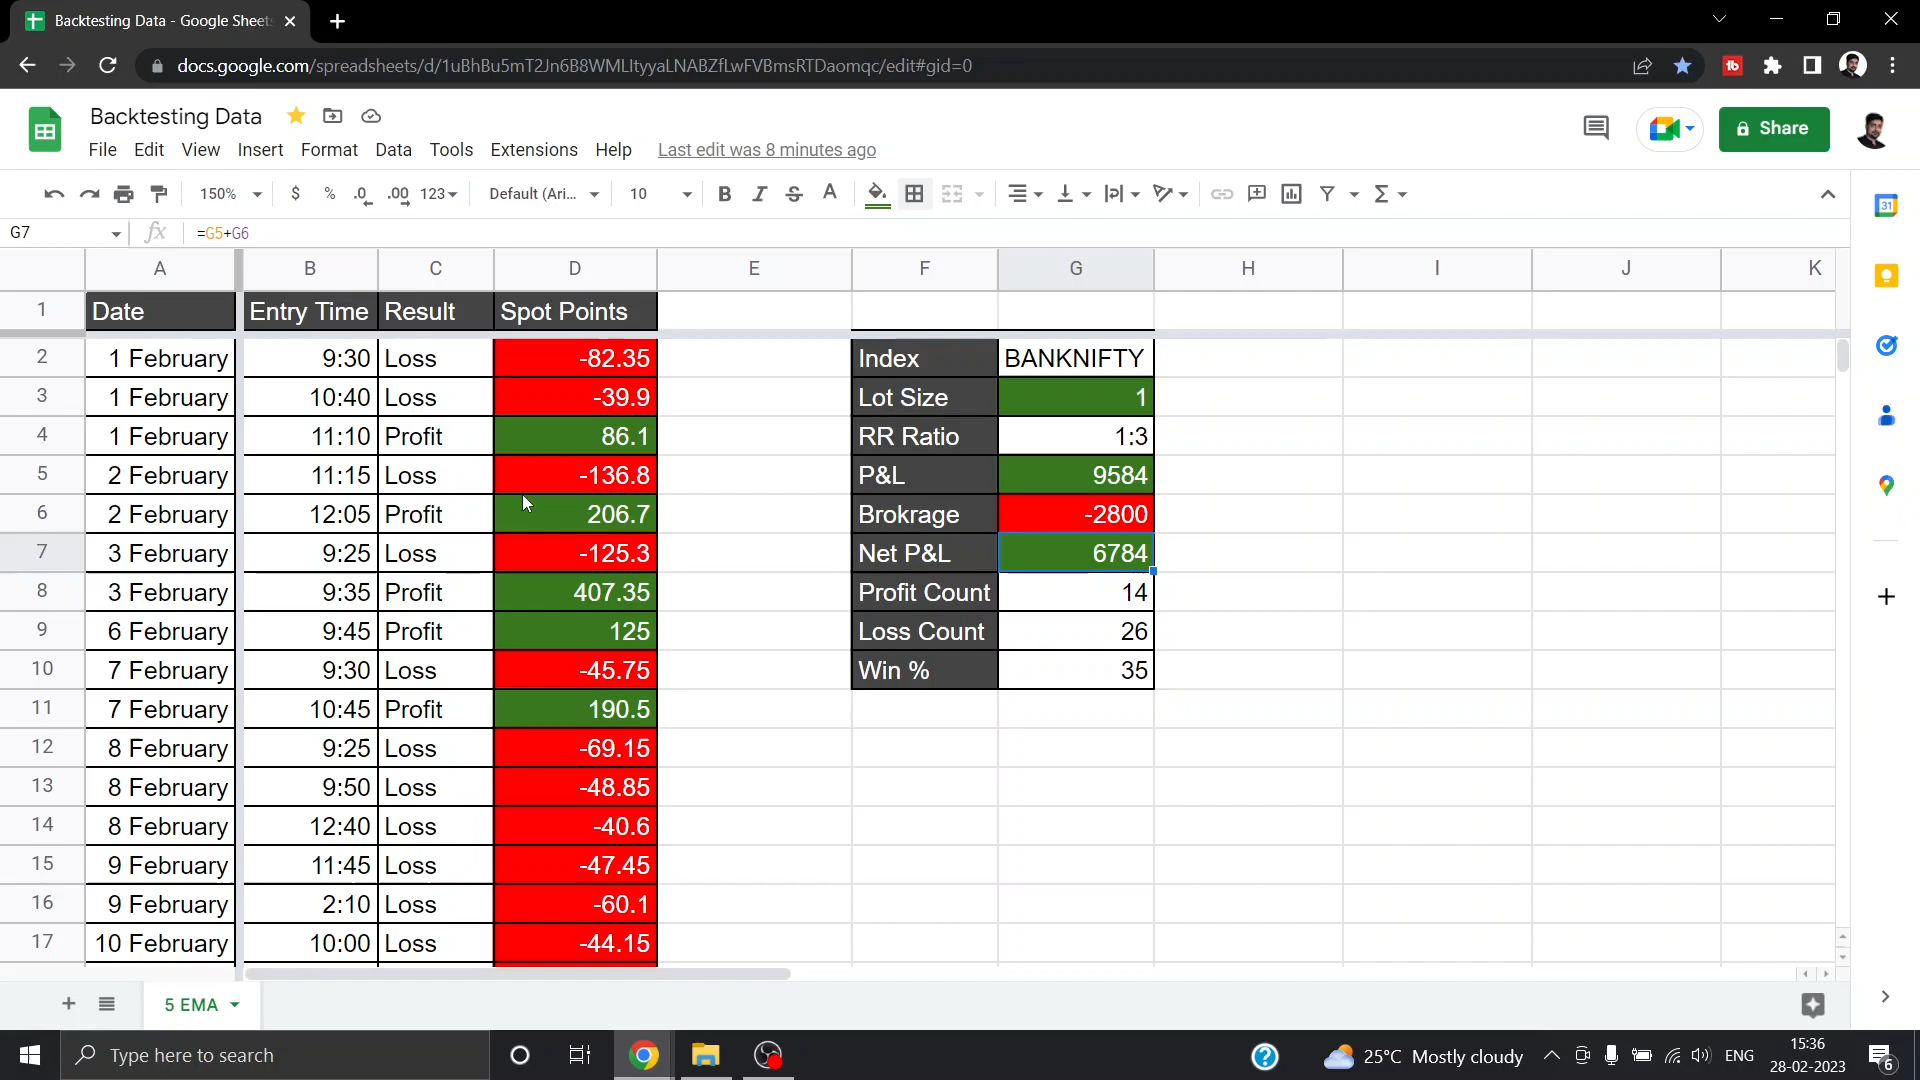 Backtesting Data - Google Sheets
docs.google.com/spreadsheets/d/1uBhBu5mT2Jn6B8WMLItyyaLNABZfLwFVBmsRTDaomqc/edit#gid=0
Backtesting Data
File Edit View Insert Format Data Tools Extensions Help Last edit was 8 minutes ago
Share
150% $ % .0 .00 123 Default (Ari... 10 B I S A Σ
31
G7 fx =G5+G6
A B C D E F G H I J K
1 Date Entry Time Result Spot Points
2 1 February 9:30 Loss -82.35 Index BANKNIFTY
3 1 February 10:40 Loss -39.9 Lot Size 1
4 1 February 11:10 Profit 86.1 RR Ratio 1:3
5 2 February 11:15 Loss -136.8 P&L 9584
6 2 February 12:05 Profit 206.7 Brokrage -2800
7 3 February 9:25 Loss -125.3 Net P&L 6784
8 3 February 9:35 Profit 407.35 Profit Count 14
9 6 February 9:45 Profit 125 Loss Count 26
10 7 February 9:30 Loss -45.75 Win % 35
11 7 February 10:45 Profit 190.5
12 8 February 9:25 Loss -69.15
13 8 February 9:50 Loss -48.85
14 8 February 12:40 Loss -40.6
15 9 February 11:45 Loss -47.45
16 9 February 2:10 Loss -60.1
17 10 February 10:00 Loss -44.15
5 EMA
Type here to search
25°C Mostly cloudy
ENG
15:36
28-02-2023
6